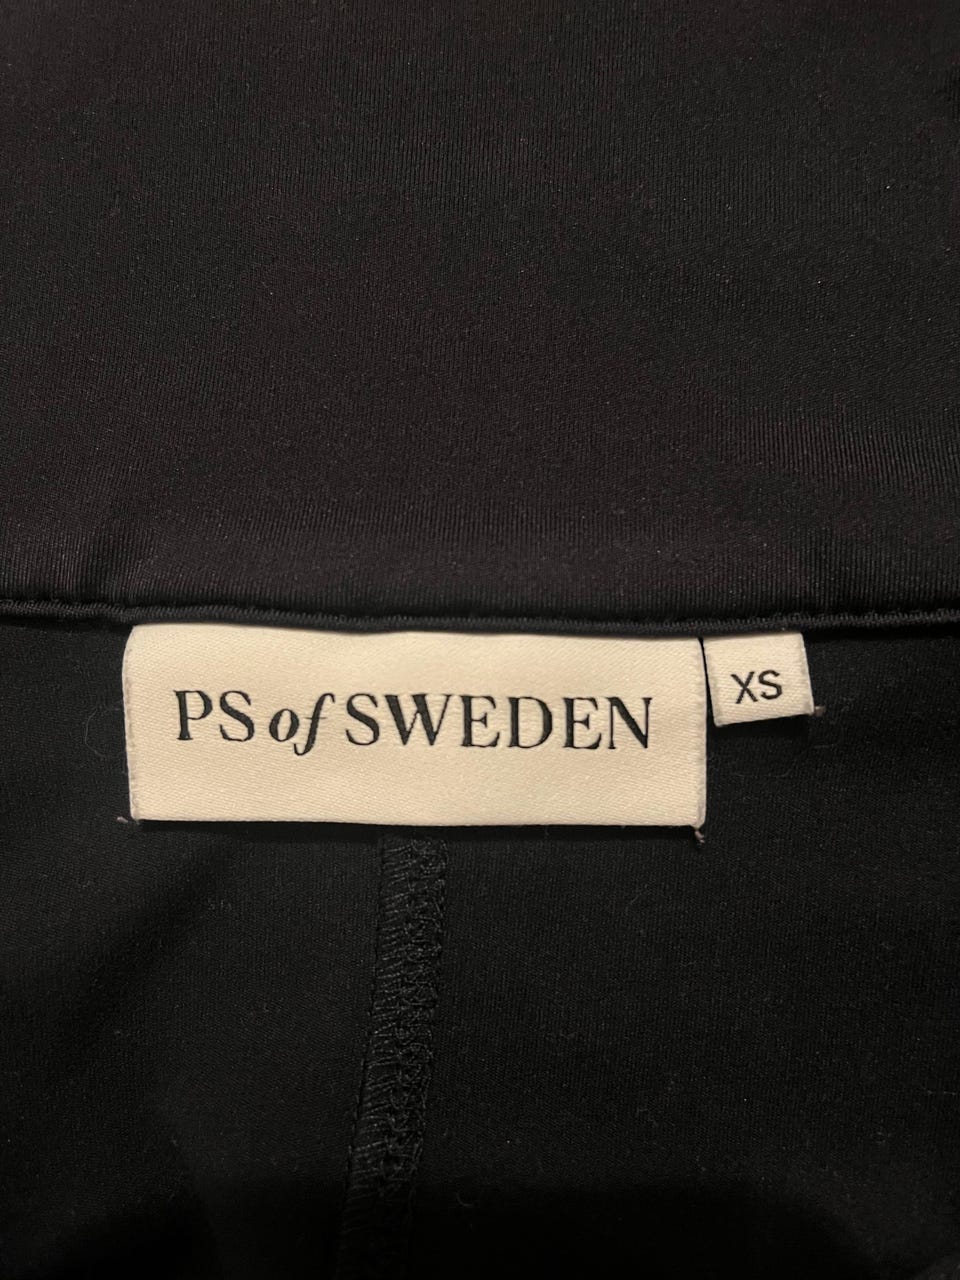 PS of SWEDEN
XS